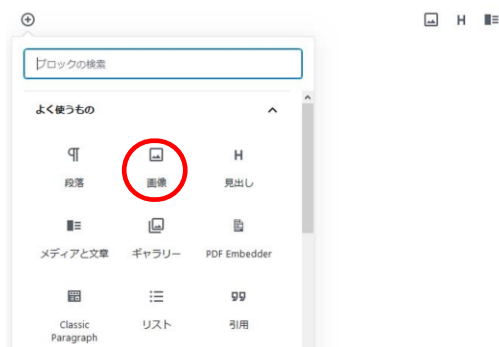 H
ブロックの検索
よく使うもの
H
段落
画像
見出し
メディアと文章
ギャラリー
PDF Embedder
Classic
Paragraph
リスト
引用